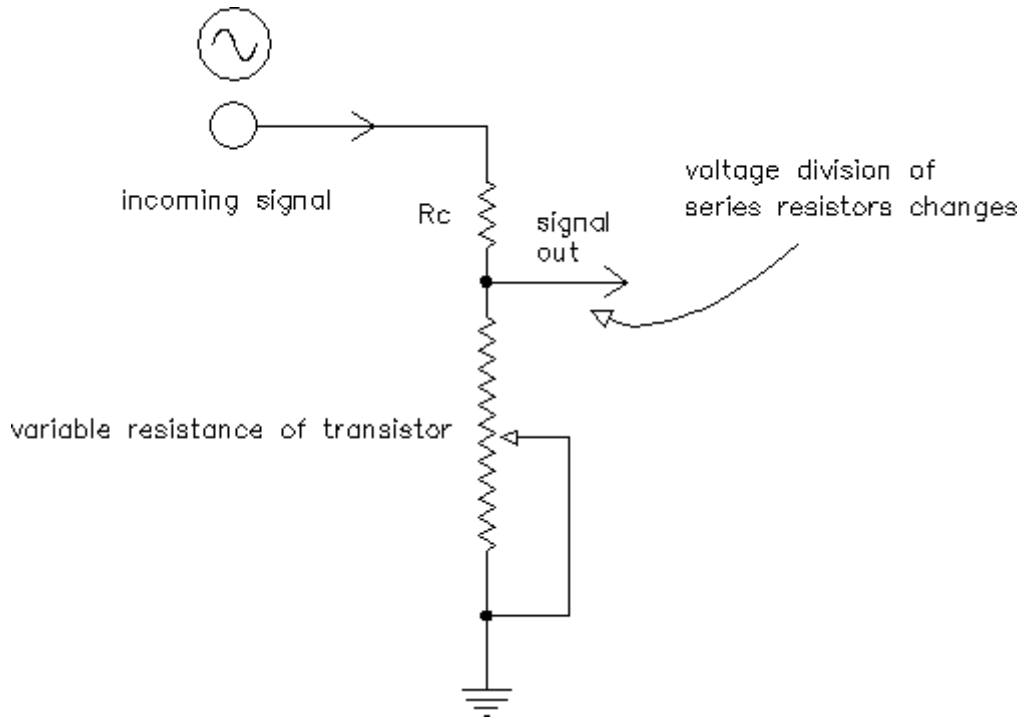 incoming signal
Rc
signal
out
voltage division of
series resistors changes
variable resistance of transistor